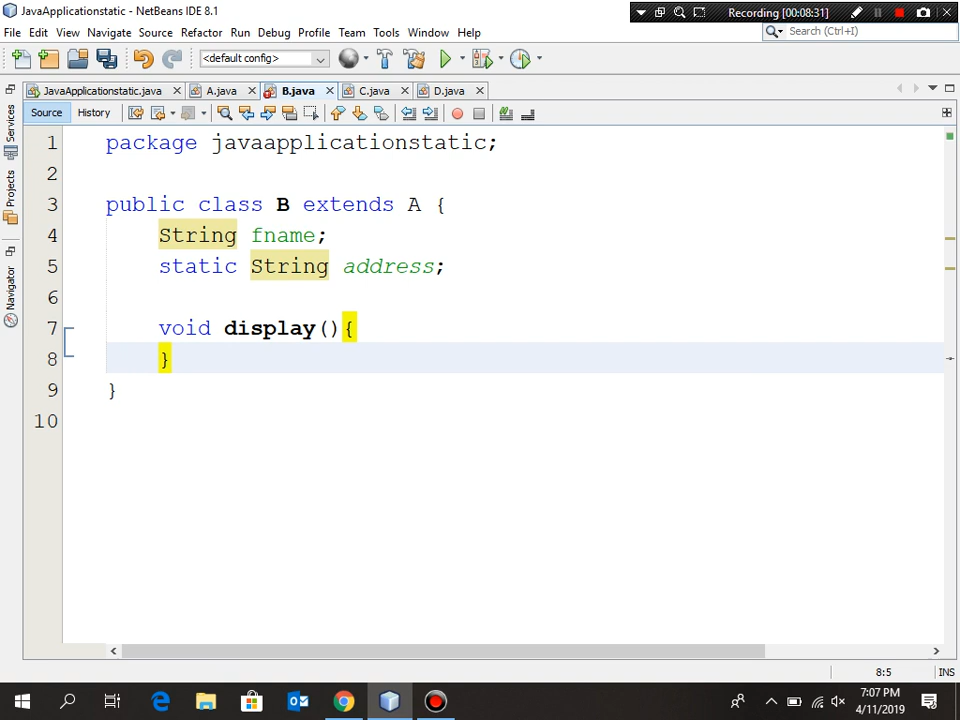 JavaApplicationstatic - NetBeans IDE 8.1
Recording [00:08:31]
File Edit View Navigate Source Refactor Run Debug Profile Team Tools Window Help
Search (Ctrl+I)
<default config>
JavaApplicationstatic.java A.java B.java C.java D.java
Source History
Services
Projects
Navigator
1 package javaapplicationstatic;
2
3 public class B extends A {
4 String fname;
5 static String address;
6
7 void display(){
8 }
9 }
10
8:5 INS
7:07 PM
4/11/2019